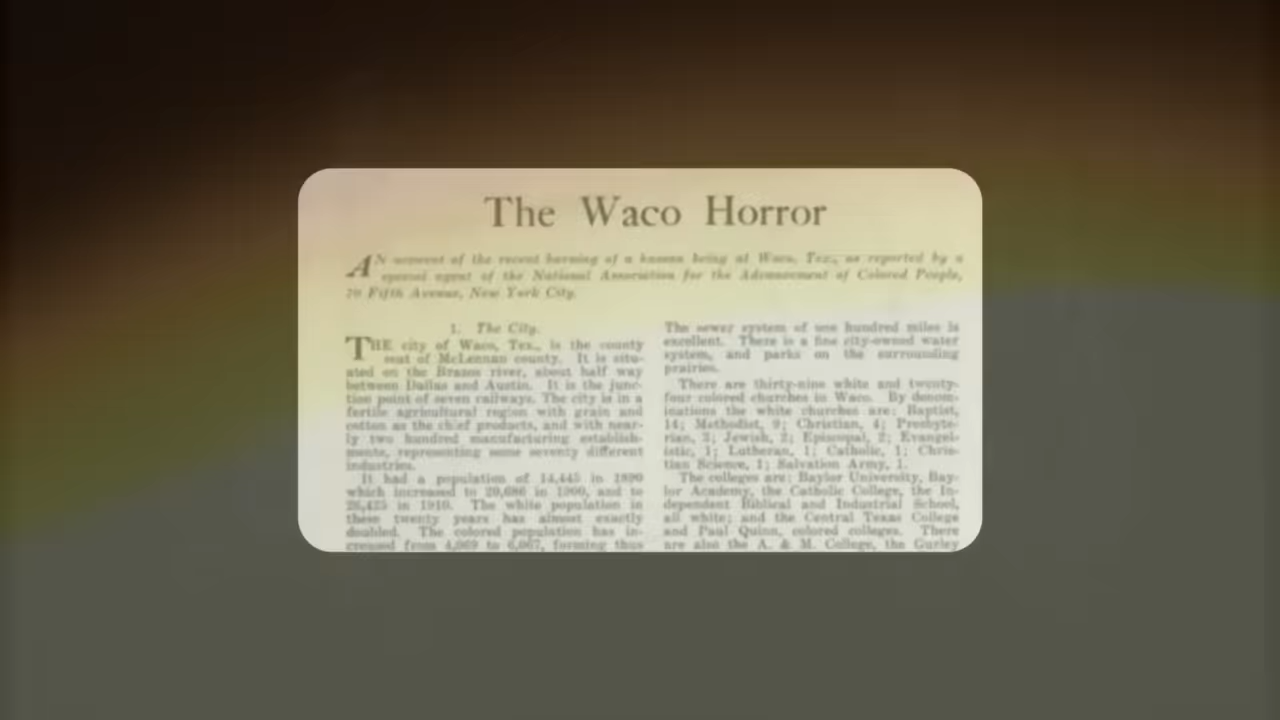 The Waco Horror
AN account of the recent burning of a human being at Waco, Tex., as reported by a
special agent of the National Association for the Advancement of Colored People,
70 Fifth Avenue, New York City.
1. The City.
THE city of Waco, Tex., is the county
seat of McLennan county. It is situ-
ated on the Brazos river, about half way
between Dallas and Austin. It is the junc-
tion point of seven railways. The city is in a
fertile agricultural region with grain and
cotton as the chief products, and with near-
ly two hundred manufacturing establish-
ments, representing some seventy different
industries.
It had a population of 14,445 in 1890
which increased to 20,686 in 1900, and to
26,425 in 1910. The white population in
these twenty years has almost exactly
doubled. The colored population has in-
creased from 4,069 to 6,067, forming thus
The sewer system of one hundred miles is
excellent. There is a fine city-owned water
system, and parks on the surrounding
prairies.
There are thirty-nine white and twenty-
four colored churches in Waco. By denom-
inations the white churches are: Baptist,
14; Methodist, 9; Christian, 4; Presbyte-
rian, 3; Jewish, 2; Episcopal, 2; Evangel-
istic, 1; Lutheran, 1; Catholic, 1; Chris-
tian Science, 1; Salvation Army, 1.
The colleges are: Baylor University, Bay-
lor Academy, the Catholic College, the In-
dependent Biblical and Industrial School,
all white; and the Central Texas College
and Paul Quinn, colored colleges. There
are also the A. & M. College, the Gurley